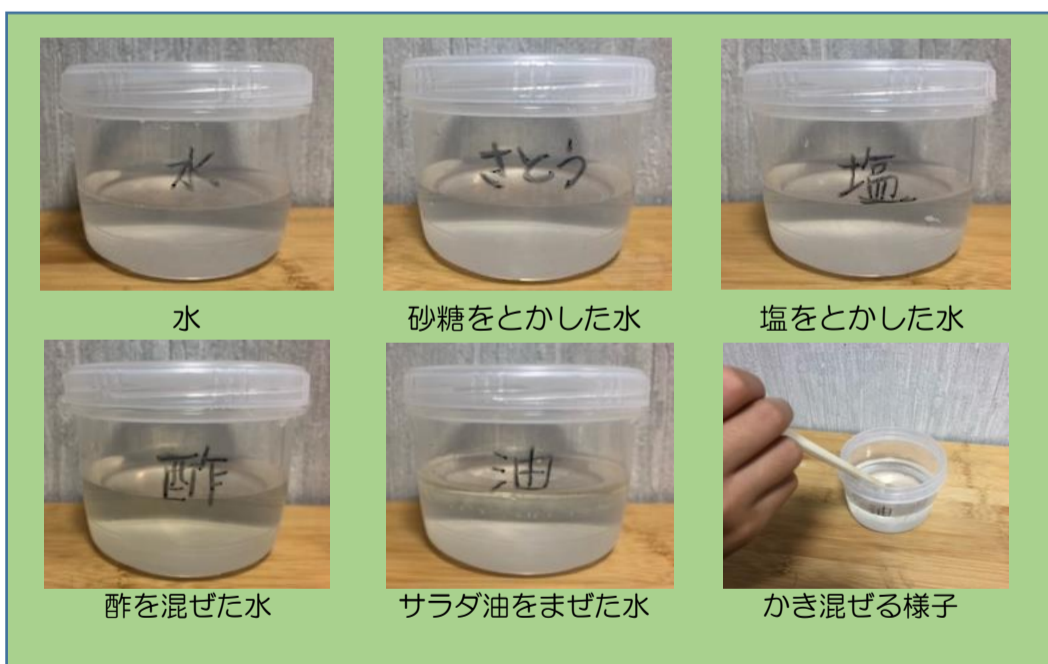 水
さとう
塩
水
砂糖をとかした水
塩をとかした水
酢
油
油
酢を混ぜた水
サラダ油をまぜた水
かき混ぜる様子